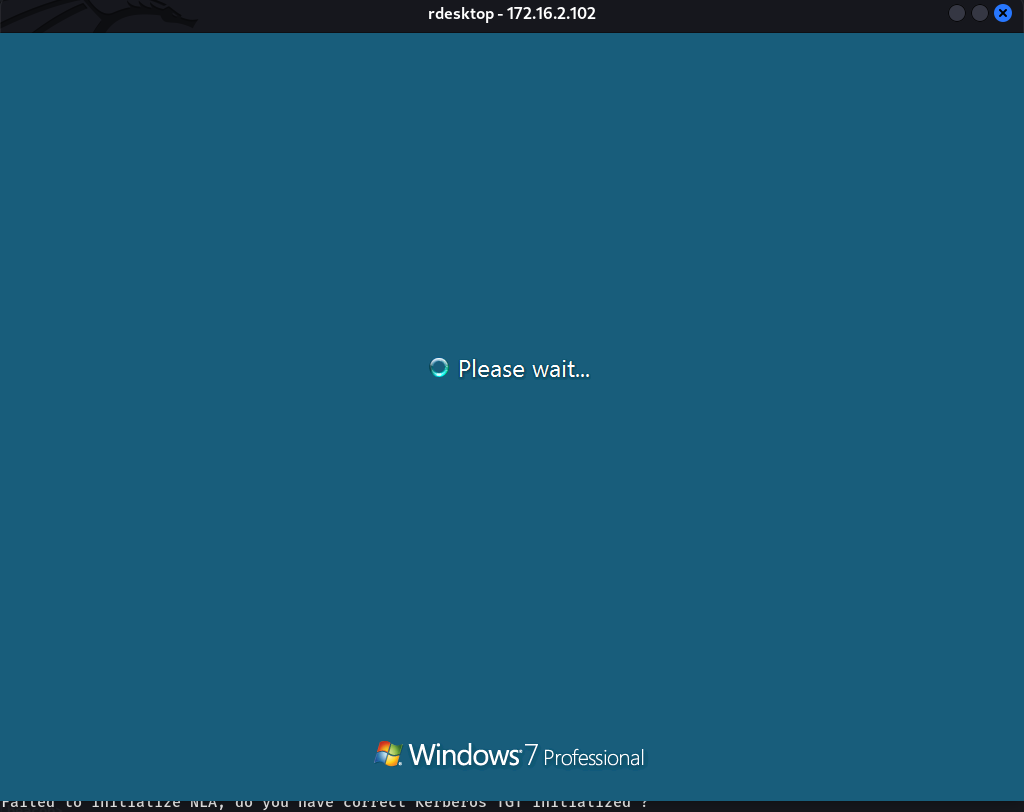 rdesktop - 172.16.2.102
Please wait...
Windows 7 Professional
Failed to initialize NLA, do you have correct Kerberos TGT initialized ?